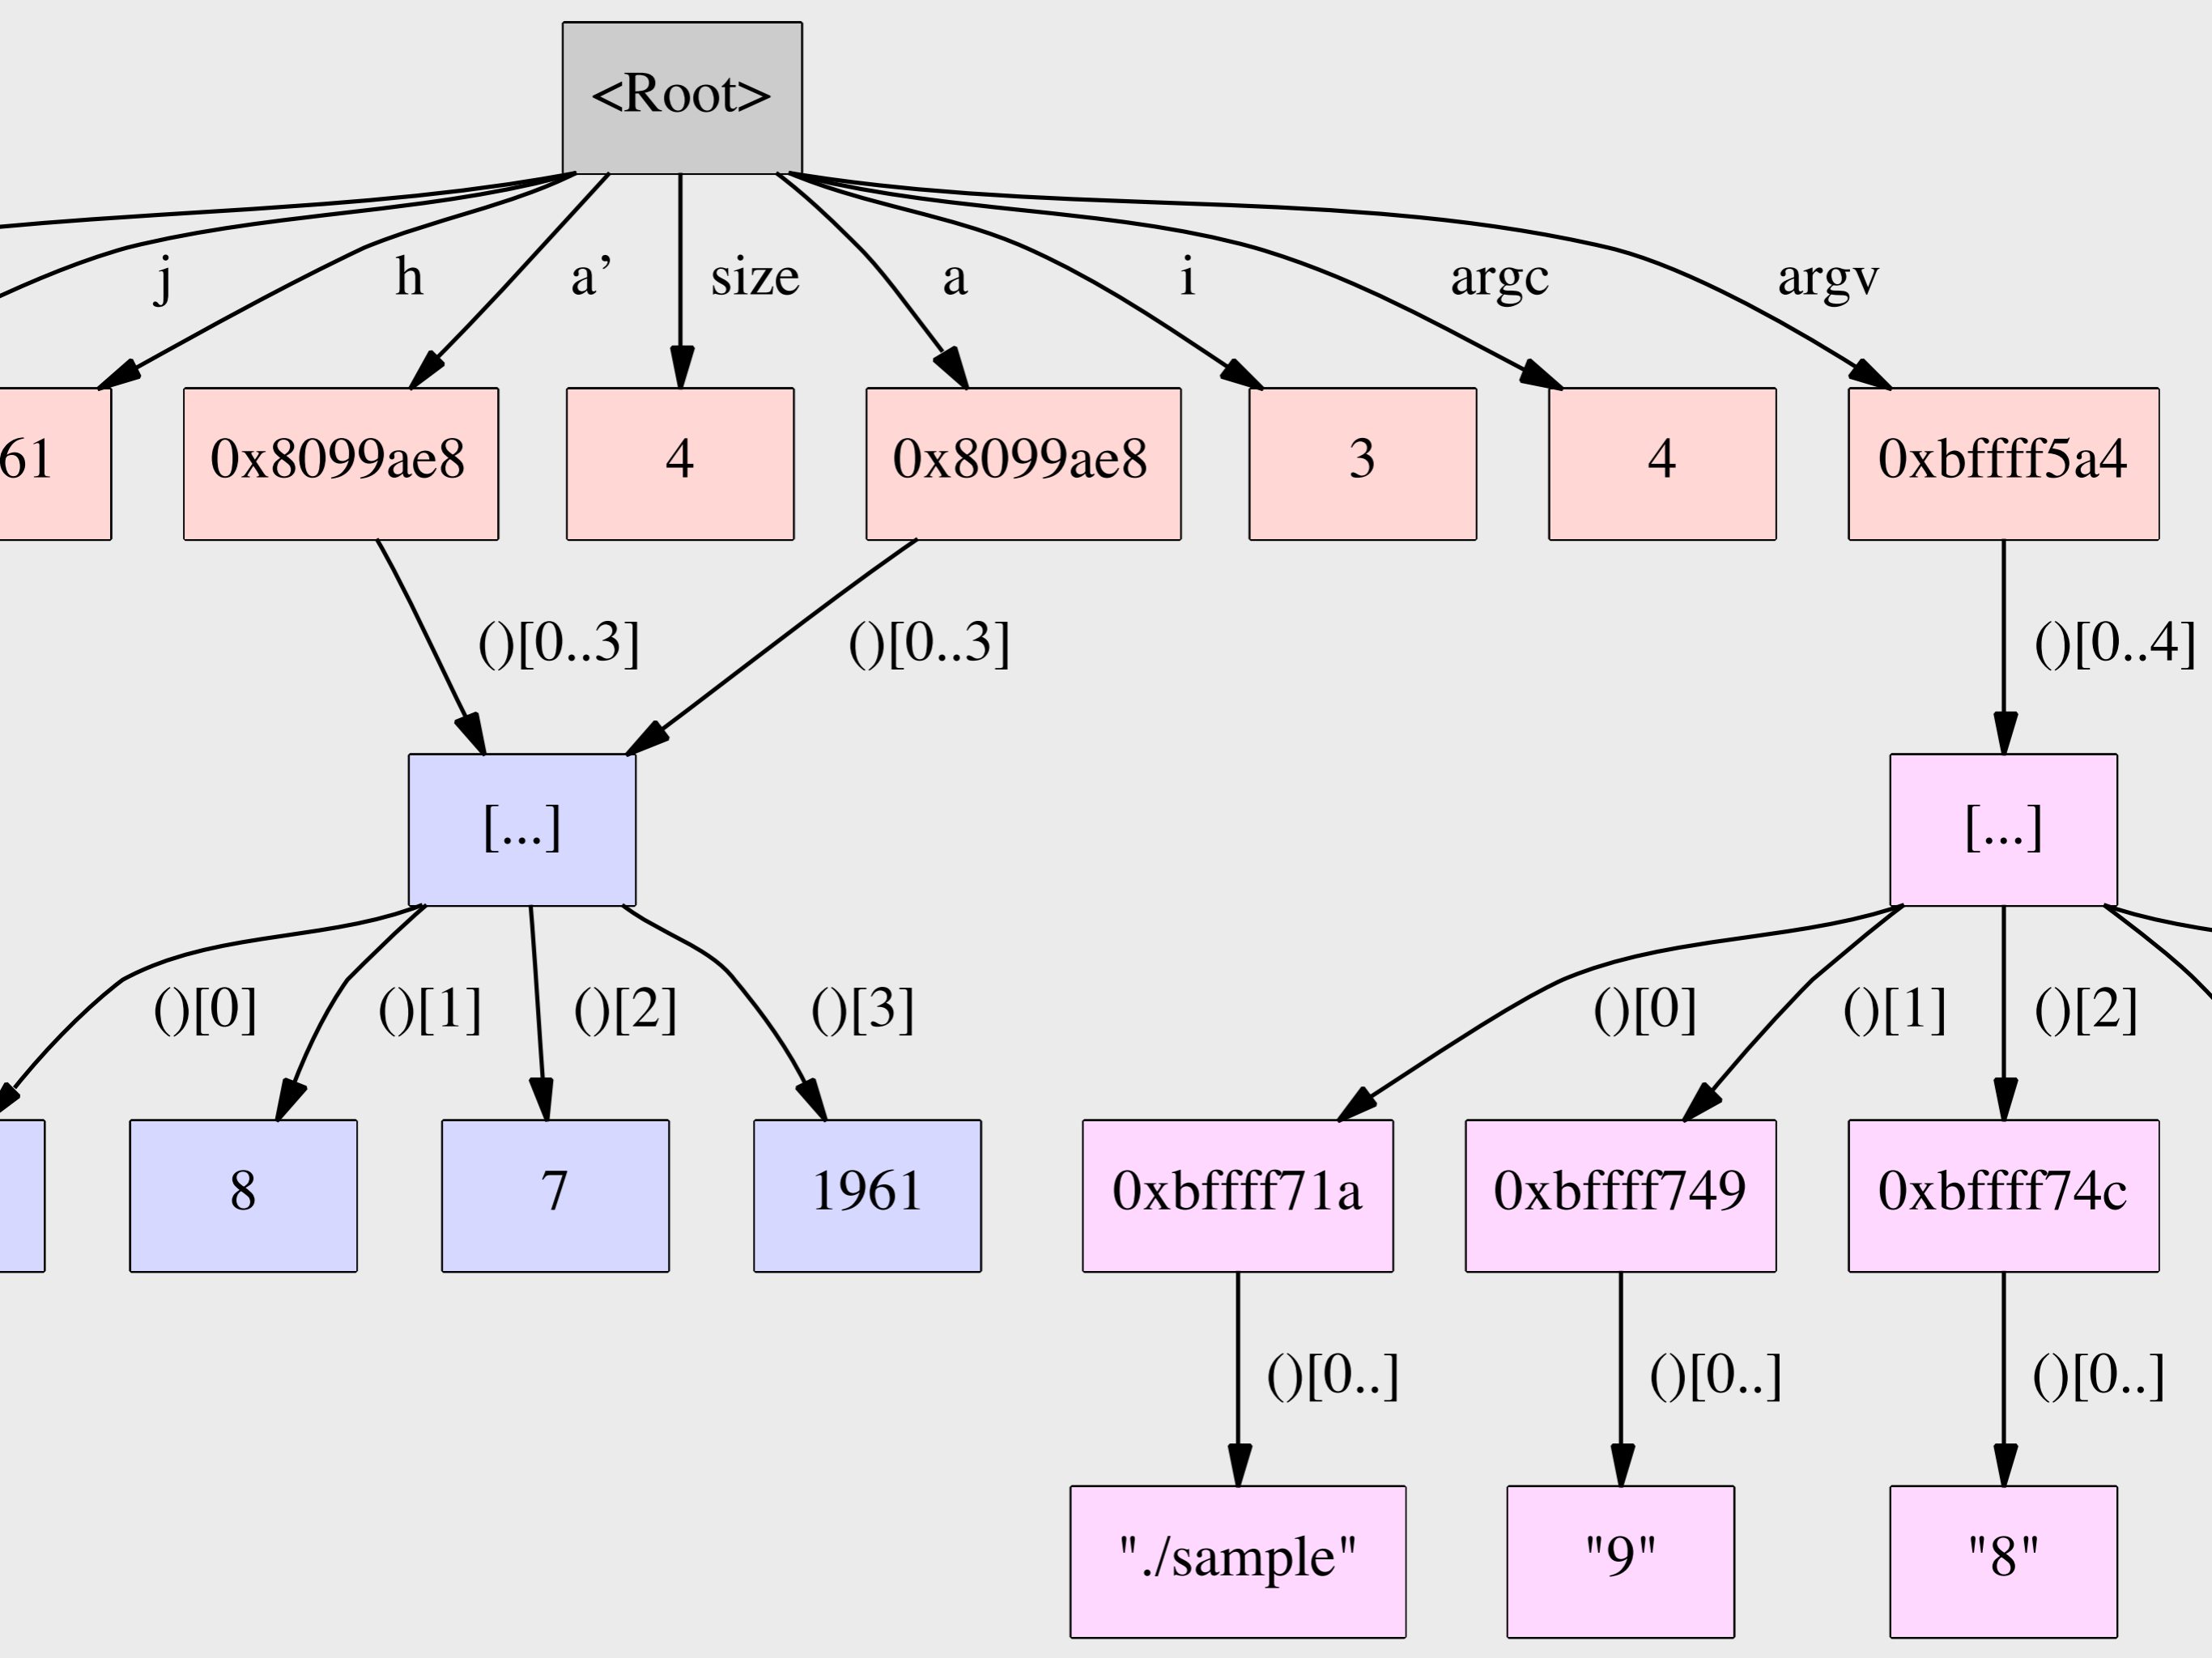 <Root>
j h a’ size a i argc argv
61 0x8099ae8 4 0x8099ae8 3 4 0xbffff5a4
()[0..3] ()[0..3] ()[0..4]
[...] [...]
()[0] ()[1] ()[2] ()[3] ()[0] ()[1] ()[2]
8 7 1961 0xbffff71a 0xbffff749 0xbffff74c
()[0..] ()[0..] ()[0..]
"./sample" "9" "8"